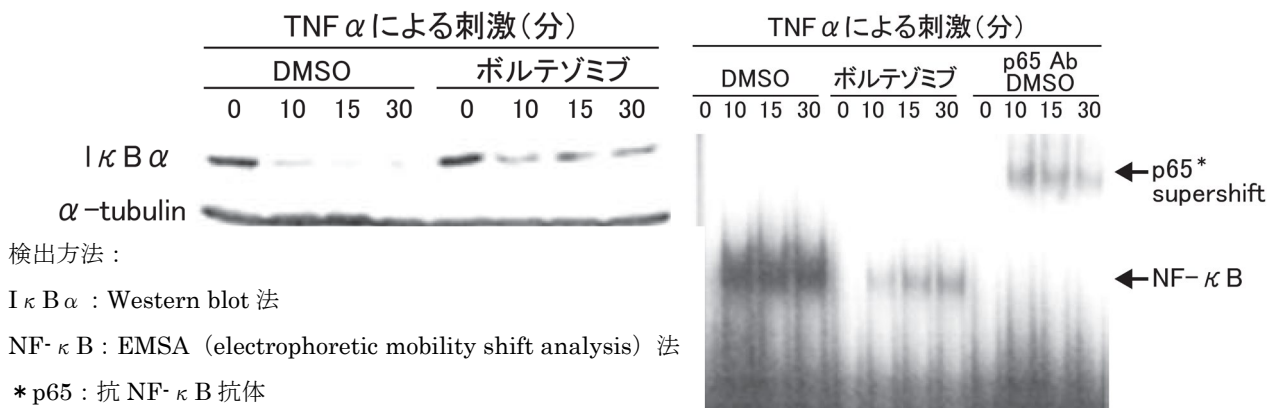 TNFαによる刺激(分)
DMSO ボルテゾミブ
0 10 15 30 0 10 15 30
IκBα
α-tubulin
検出方法:
IκBα:Western blot 法
NF-κB:EMSA(electrophoretic mobility shift analysis)法
*p65:抗 NF-κB 抗体
TNFαによる刺激(分)
DMSO ボルテゾミブ p65 Ab
DMSO
0 10 15 30 0 10 15 30 0 10 15 30
p65*
supershift
NF-κB